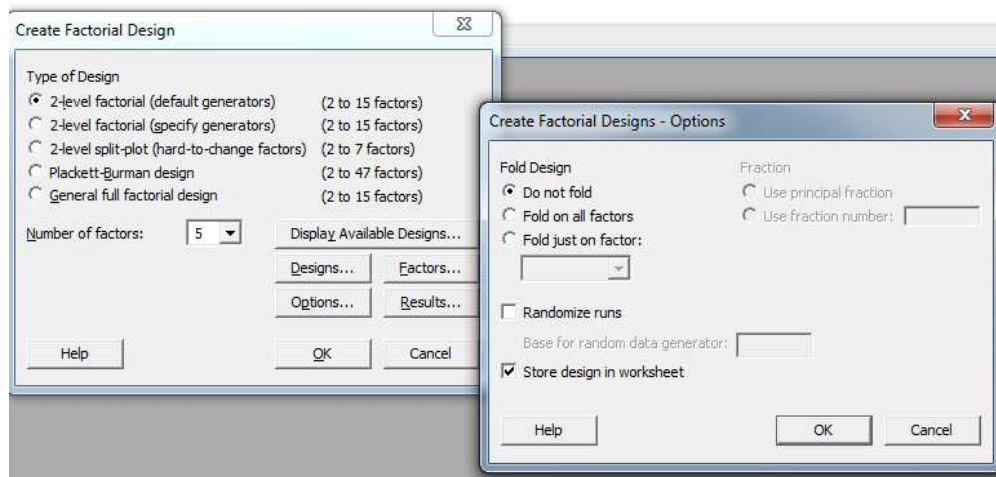 Create Factorial Design
Type of Design
2-level factorial (default generators) (2 to 15 factors)
2-level factorial (specify generators) (2 to 15 factors)
2-level split-plot (hard-to-change factors) (2 to 7 factors)
Plackett-Burman design (2 to 47 factors)
General full factorial design (2 to 15 factors)
Number of factors: 5 Display Available Designs...
Designs... Factors...
Options... Results...
Help OK Cancel
Create Factorial Designs - Options
Fold Design Fraction
Do not fold Use principal fraction
Fold on all factors Use fraction number:
Fold just on factor:
Randomize runs
Base for random data generator:
Store design in worksheet
Help OK Cancel